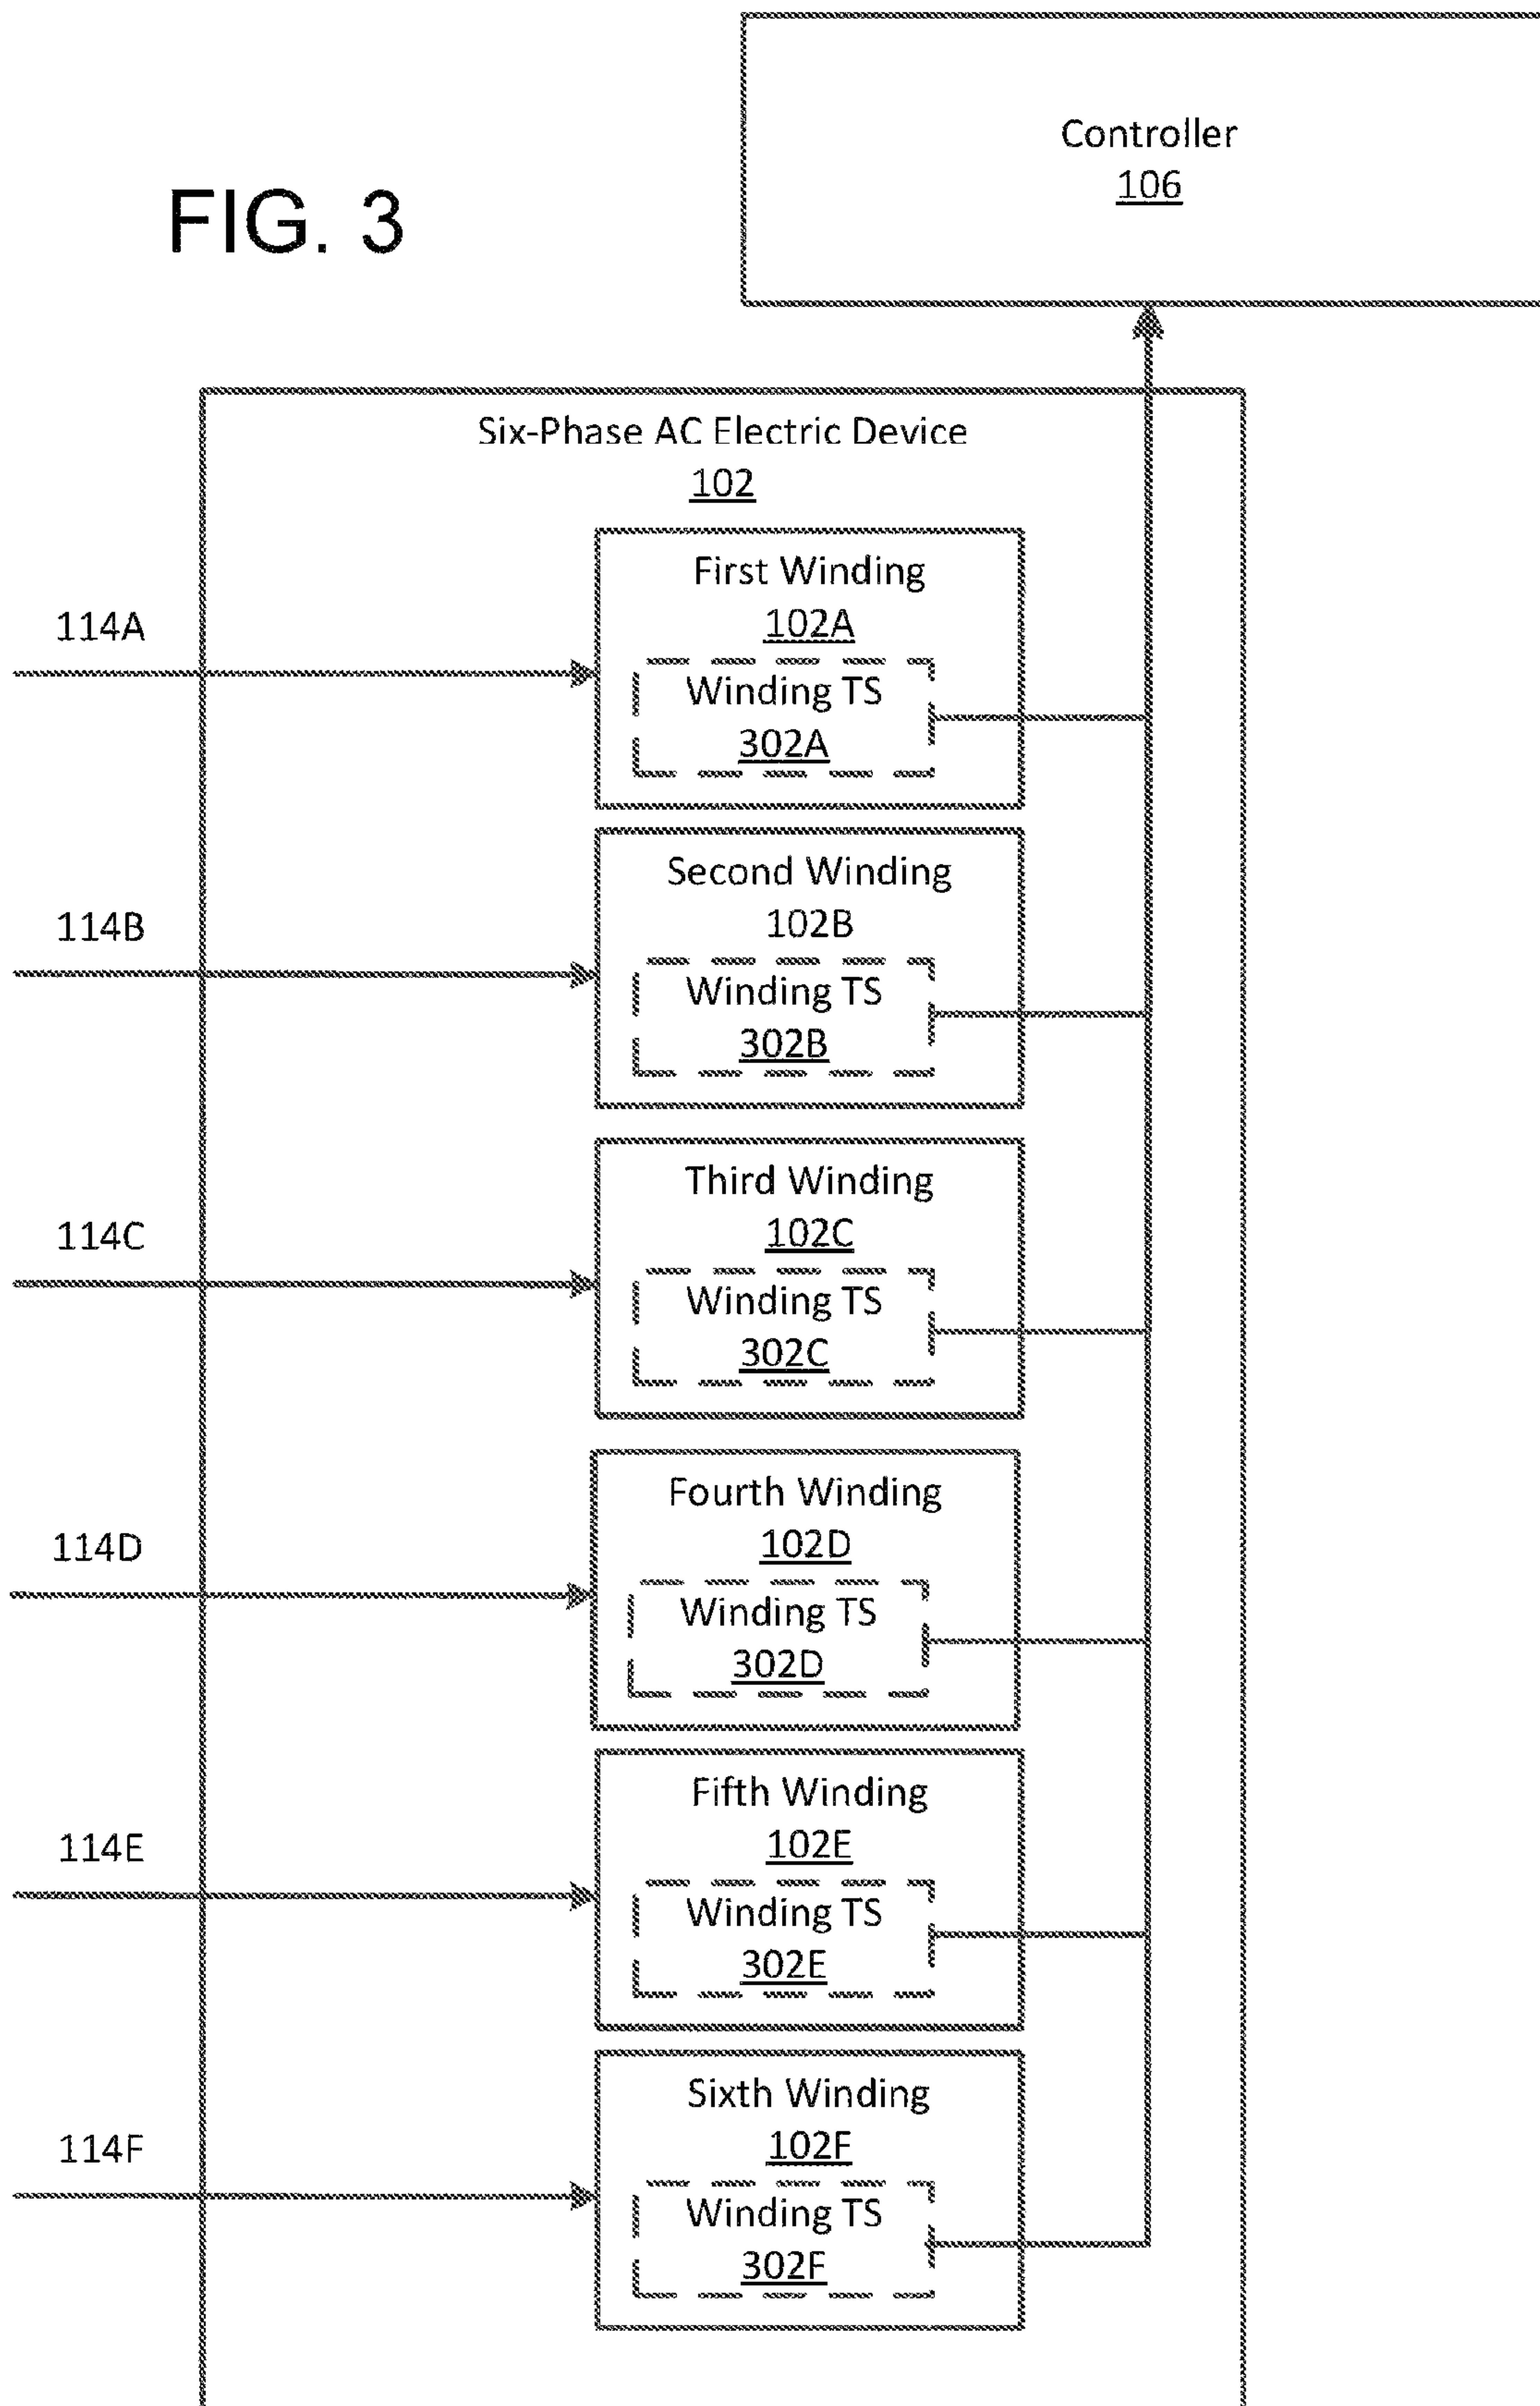 Controller
106
FIG. 3
Six-Phase AC Electric Device
102
First Winding
102A
114A
Winding TS
302A
Second Winding
102B
114B
Winding TS
302B
Third Winding
102C
114C
Winding TS
302C
Fourth Winding
102D
114D
Winding TS
302D
Fifth Winding
102E
114E
Winding TS
302E
Sixth Winding
102F
114F
Winding TS
302F